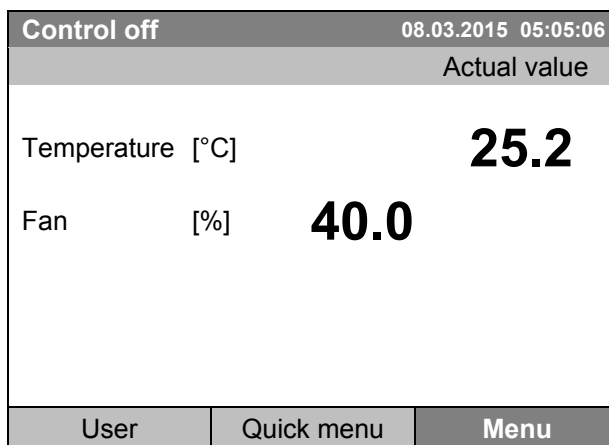 Control off 08.03.2015 05:05:06
Actual value
Temperature [°C] 25.2
Fan [%] 40.0
User Quick menu Menu